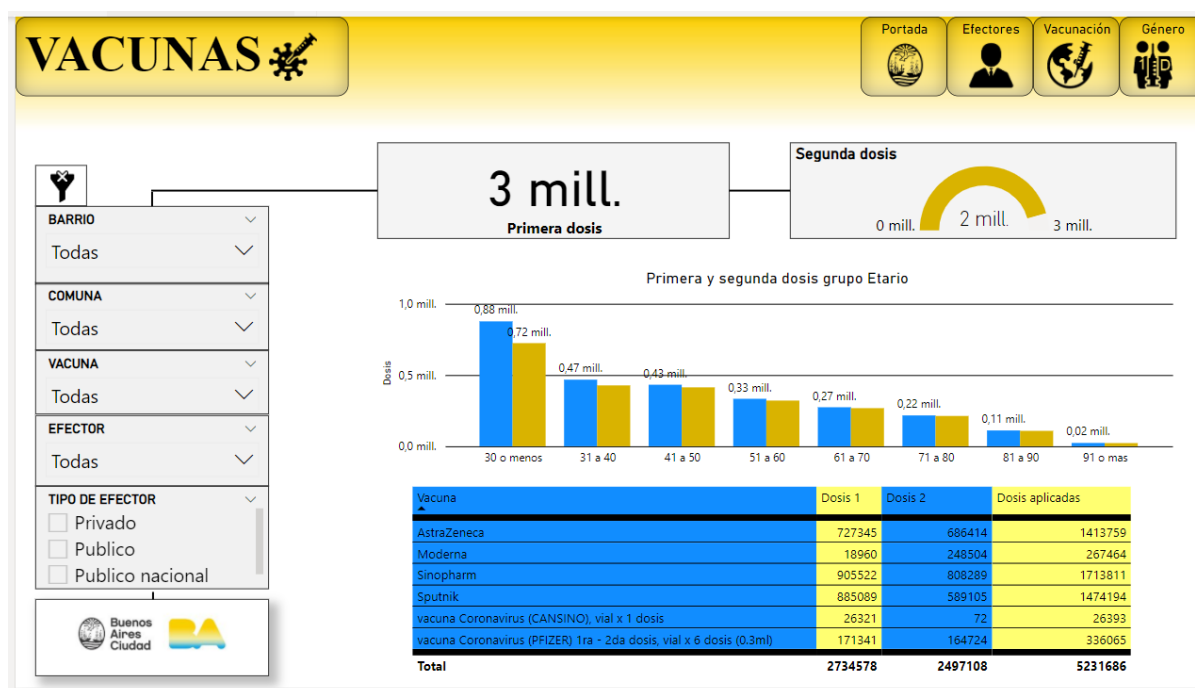 VACUNAS
Portada
Efectores
Vacunación
Género
3 mill.
Primera dosis
Segunda dosis
0 mill.
2 mill.
3 mill.
BARRIO
Todas
COMUNA
Todas
VACUNA
Todas
EFECTOR
Todas
TIPO DE EFECTOR
Privado
Publico
Publico nacional
Buenos
Aires
Ciudad
BA
Primera y segunda dosis grupo Etario
Dosis
1,0 mill.
0,5 mill.
0,0 mill.
0,88 mill.
0,72 mill.
0,47 mill.
0,43 mill.
0,33 mill.
0,27 mill.
0,22 mill.
0,11 mill.
0,02 mill.
30 o menos 31 a 40 41 a 50 51 a 60 61 a 70 71 a 80 81 a 90 91 o mas
Vacuna Dosis 1 Dosis 2 Dosis aplicadas
AstraZeneca 727345 686414 1413759
Moderna 18960 248504 267464
Sinopharm 905522 808289 1713811
Sputnik 885089 589105 1474194
vacuna Coronavirus (CANSINO), vial x 1 dosis 26321 72 26393
vacuna Coronavirus (PFIZER) 1ra - 2da dosis, vial x 6 dosis (0.3ml) 171341 164724 336065
Total 2734578 2497108 5231686